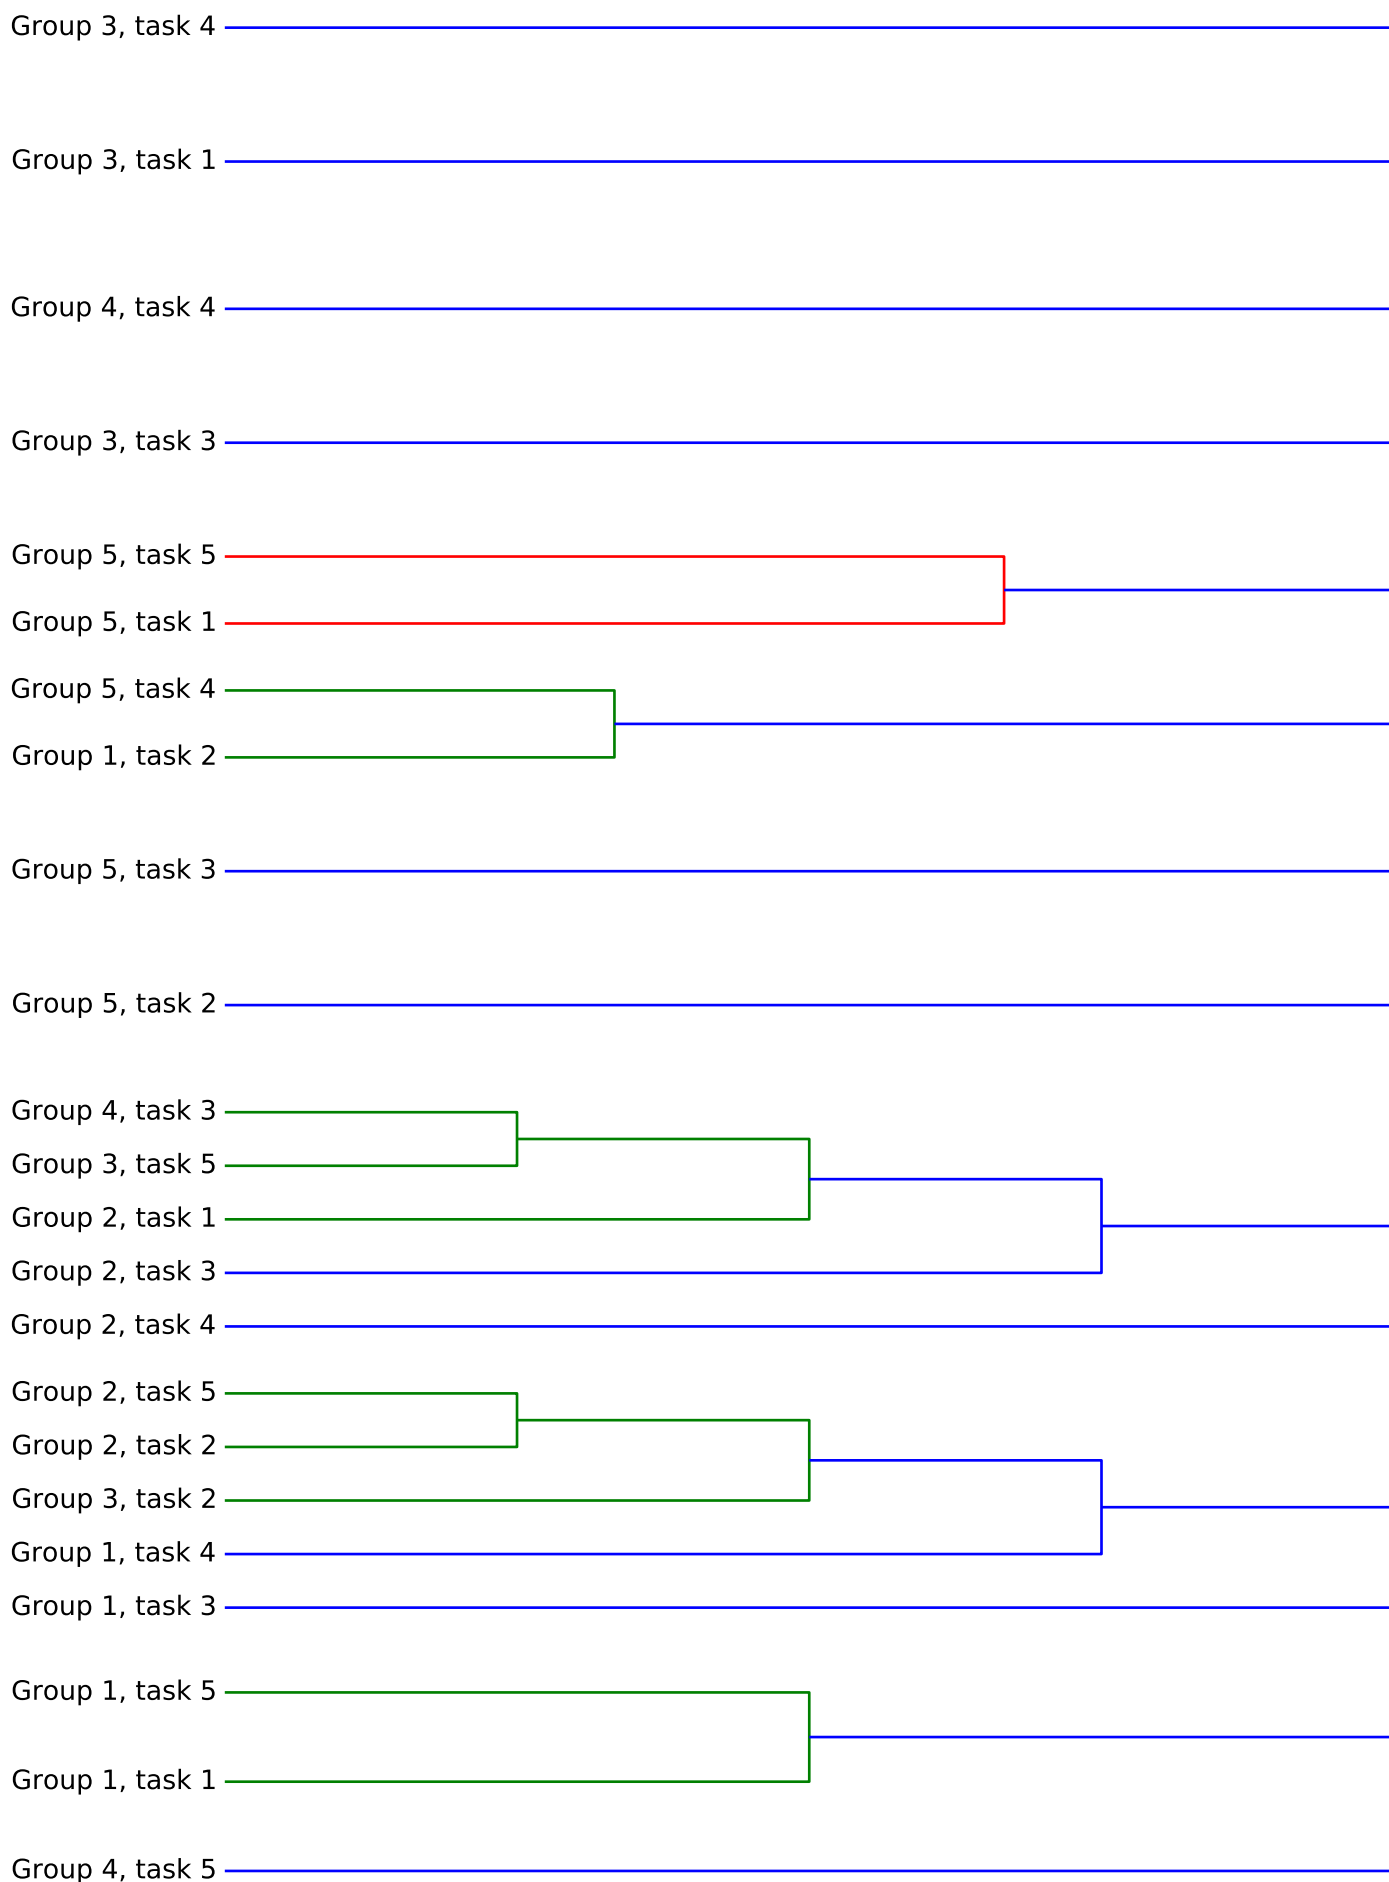 Group 3, task 4
Group 3, task 1
Group 4, task 4
Group 3, task 3
Group 5, task 5
Group 5, task 1
Group 5, task 4
Group 1, task 2
Group 5, task 3
Group 5, task 2
Group 4, task 3
Group 3, task 5
Group 2, task 1
Group 2, task 3
Group 2, task 4
Group 2, task 5
Group 2, task 2
Group 3, task 2
Group 1, task 4
Group 1, task 3
Group 1, task 5
Group 1, task 1
Group 4, task 5